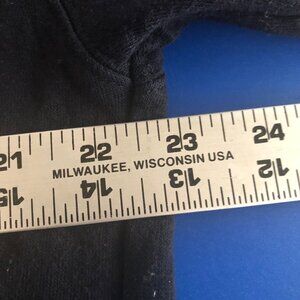 21 22 23 24
MILWAUKEE, WISCONSIN USA
15 14 13 12